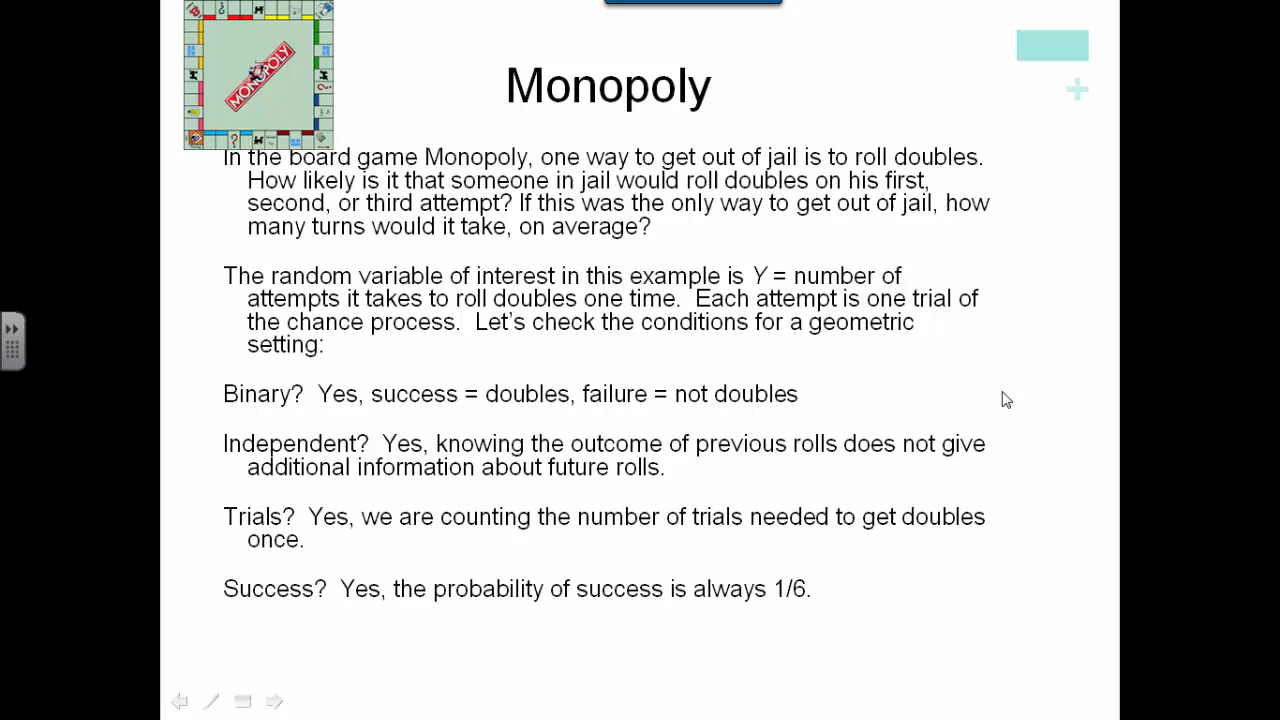 MONOPOLY
Monopoly
In the board game Monopoly, one way to get out of jail is to roll doubles.
How likely is it that someone in jail would roll doubles on his first,
second, or third attempt? If this was the only way to get out of jail, how
many turns would it take, on average?
The random variable of interest in this example is Y = number of
attempts it takes to roll doubles one time. Each attempt is one trial of
the chance process. Let's check the conditions for a geometric
setting:
Binary? Yes, success = doubles, failure = not doubles
Independent? Yes, knowing the outcome of previous rolls does not give
additional information about future rolls.
Trials? Yes, we are counting the number of trials needed to get doubles
once.
Success? Yes, the probability of success is always 1/6.